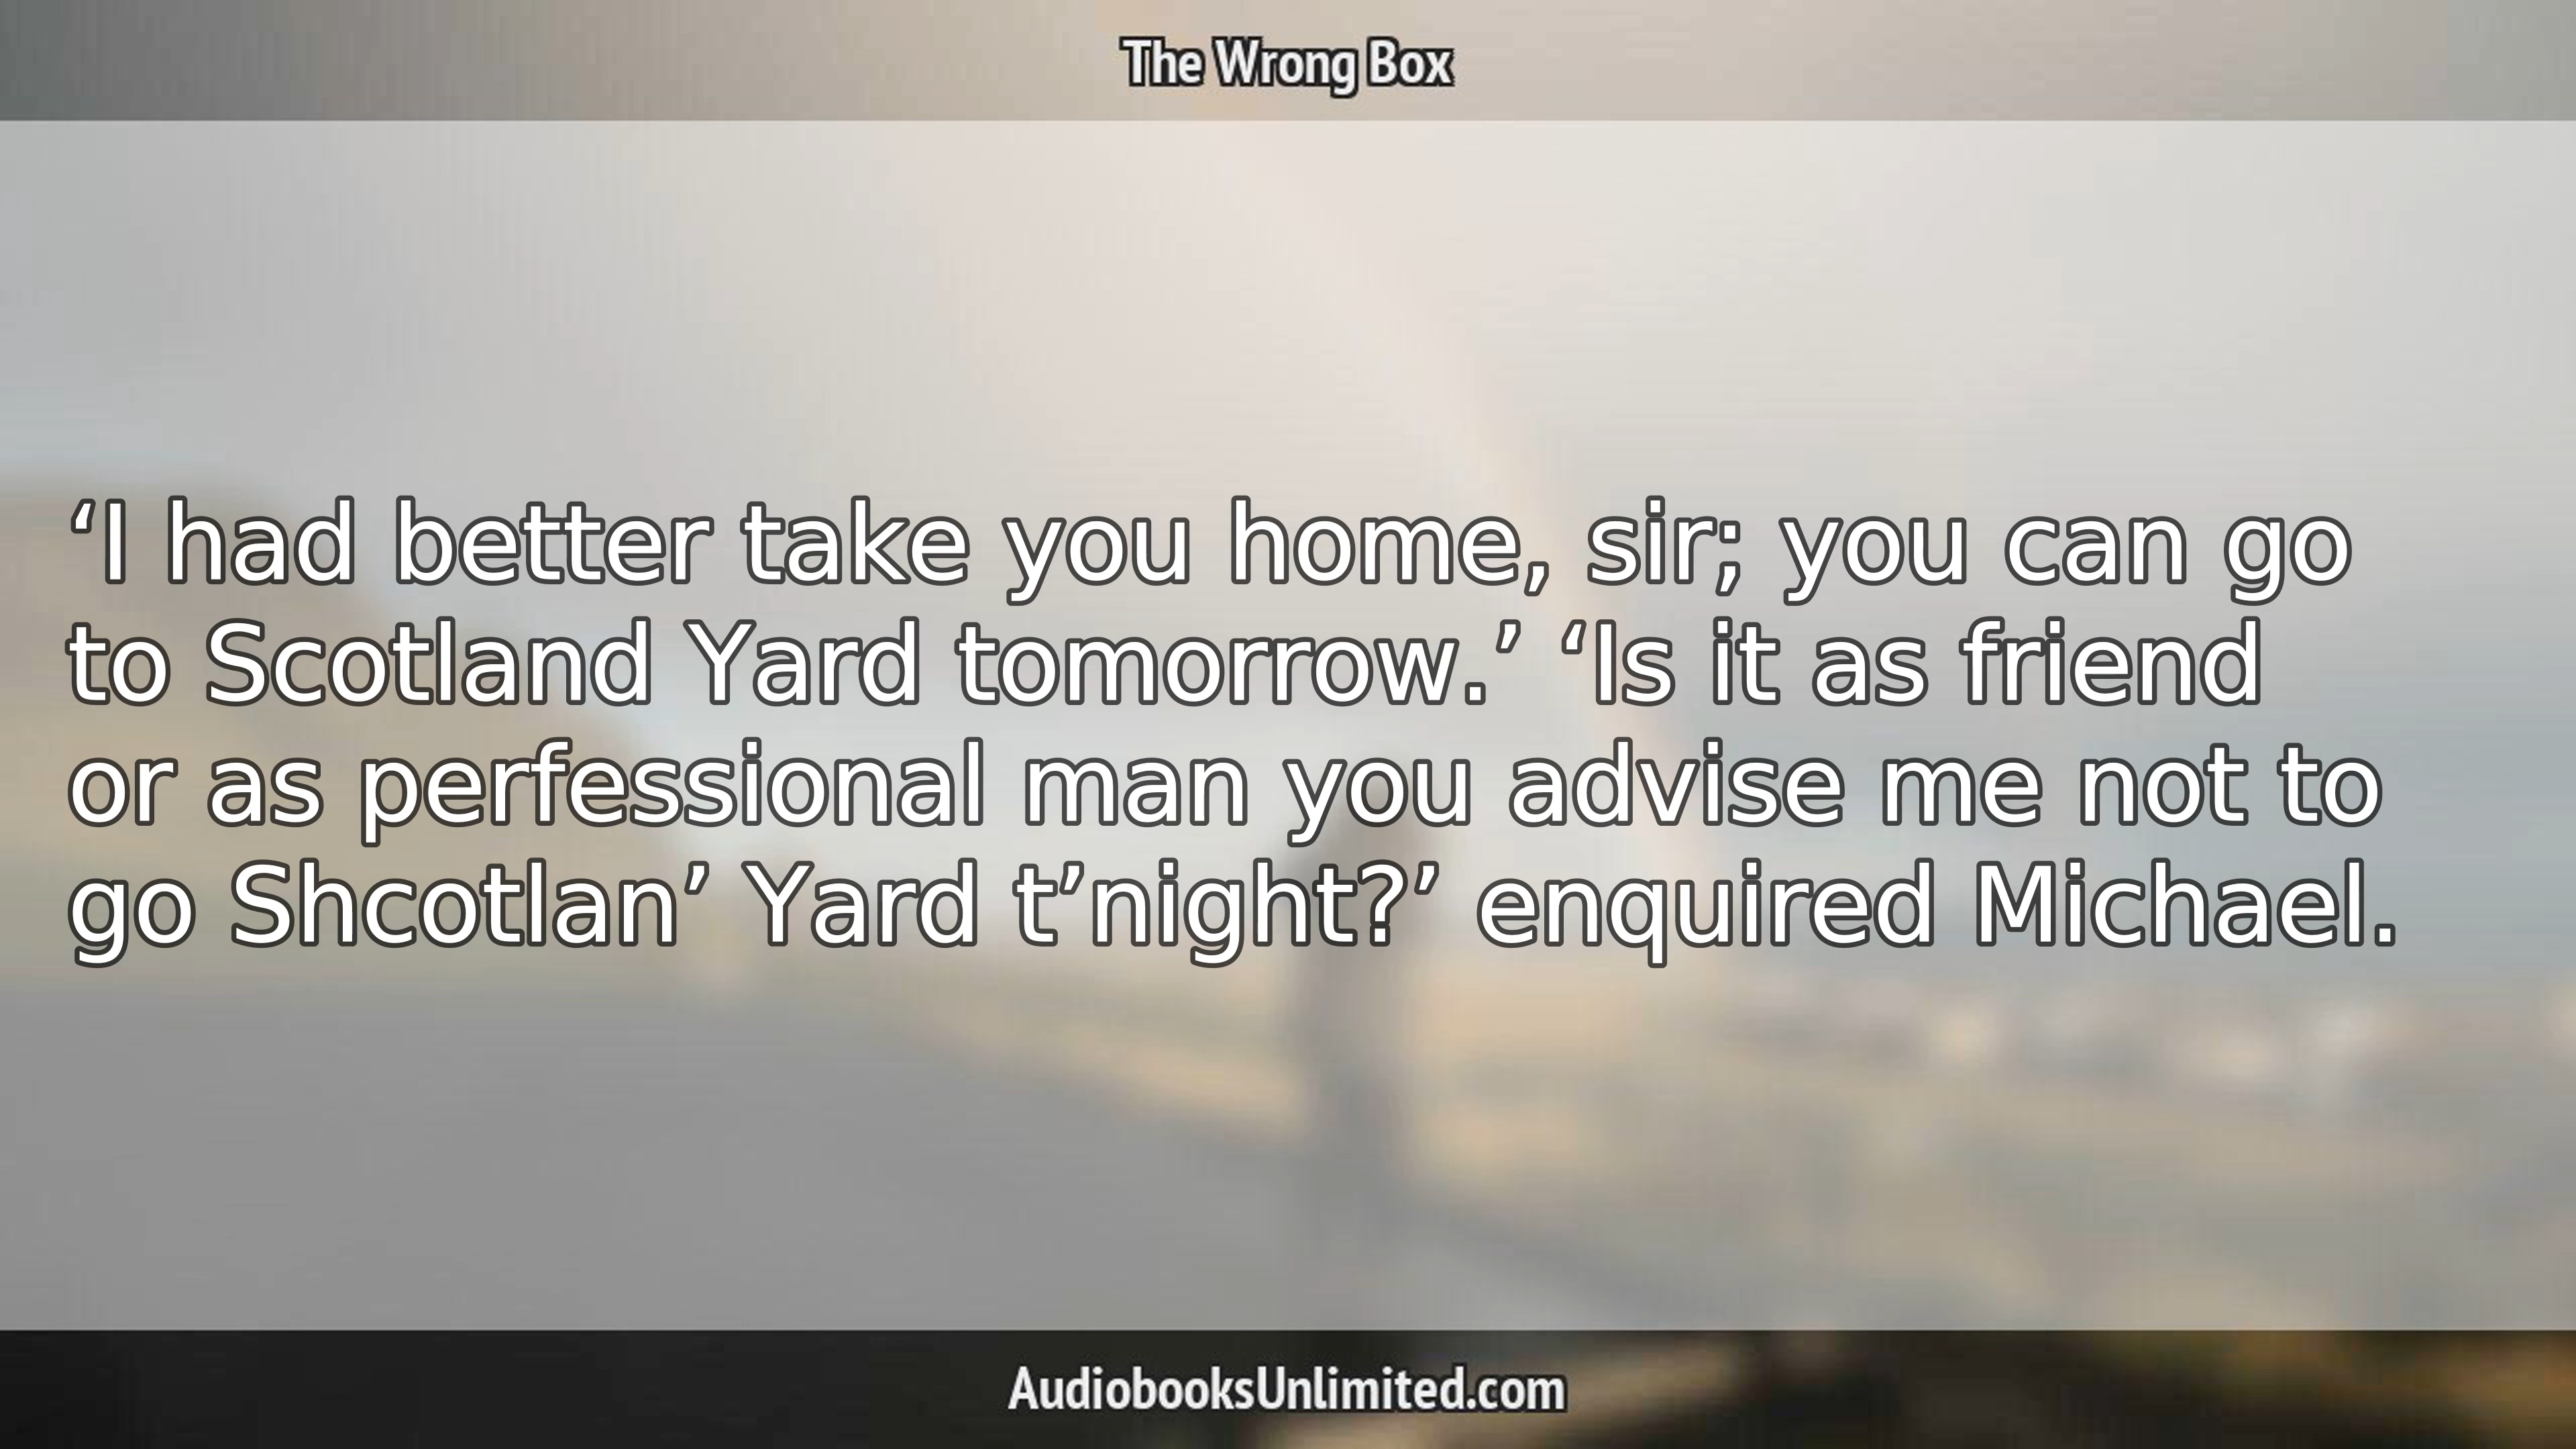 The Wrong Box
‘I had better take you home, sir; you can go
to Scotland Yard tomorrow.’ ‘Is it as friend
or as perfessional man you advise me not to
go Shcotlan’ Yard t’night?’ enquired Michael.
AudiobooksUnlimited.com